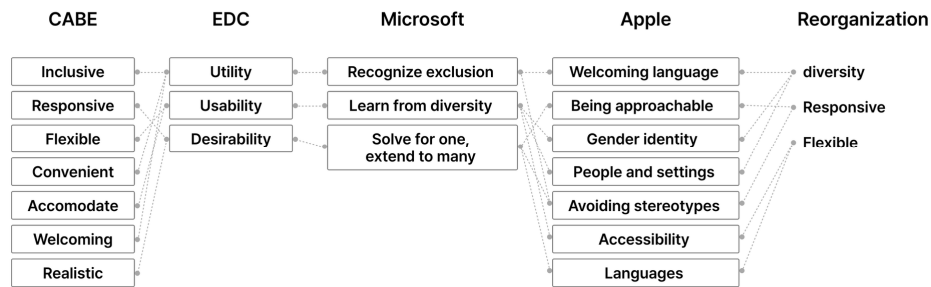 CABE
EDC
Microsoft
Apple
Reorganization
Inclusive
Utility
Recognize exclusion
Welcoming language
diversity
Responsive
Usability
Learn from diversity
Being approachable
Responsive
Flexible
Desirability
Solve for one,
extend to many
Gender identity
Flexible
Convenient
People and settings
Accomodate
Avoiding stereotypes
Welcoming
Accessibility
Realistic
Languages